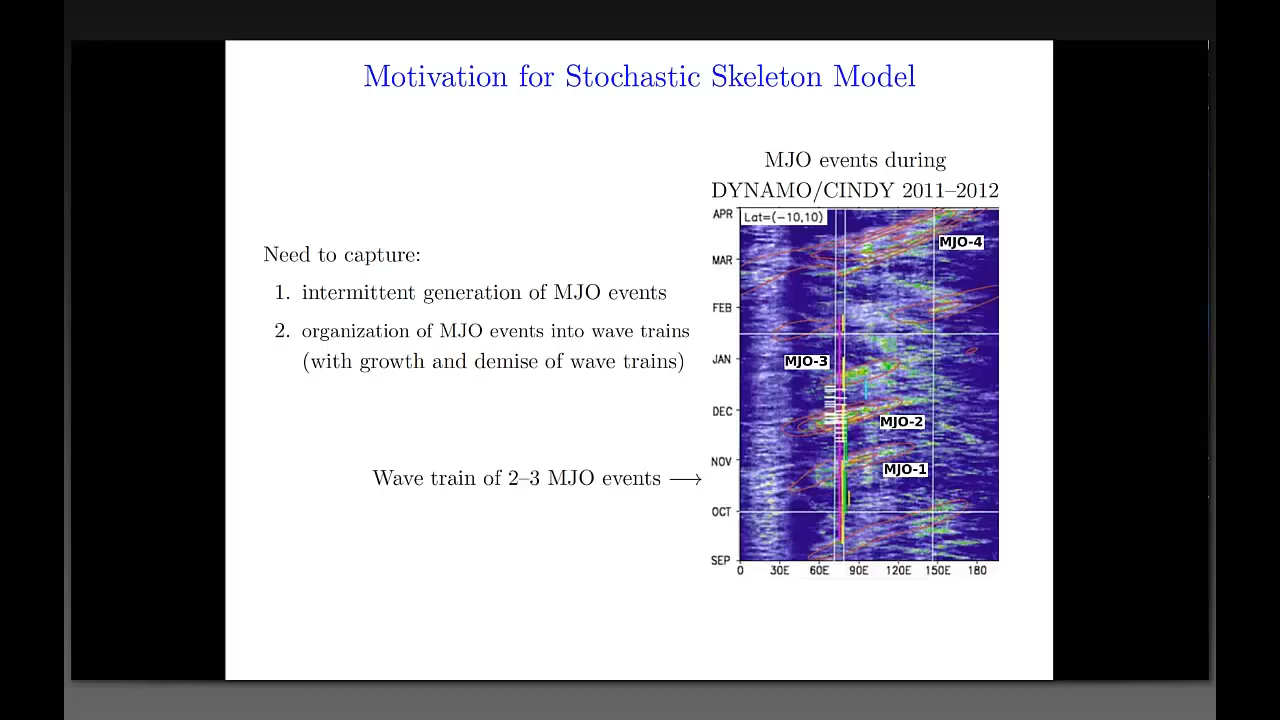 Motivation for Stochastic Skeleton Model
Need to capture:
1. intermittent generation of MJO events
2. organization of MJO events into wave trains
(with growth and demise of wave trains)
Wave train of 2–3 MJO events →
MJO events during
DYNAMO/CINDY 2011–2012
Lat=(−10,10)
APR
MAR
FEB
JAN
DEC
NOV
OCT
SEP
MJO-4
MJO-3
MJO-2
MJO-1
0 30E 60E 90E 120E 150E 180